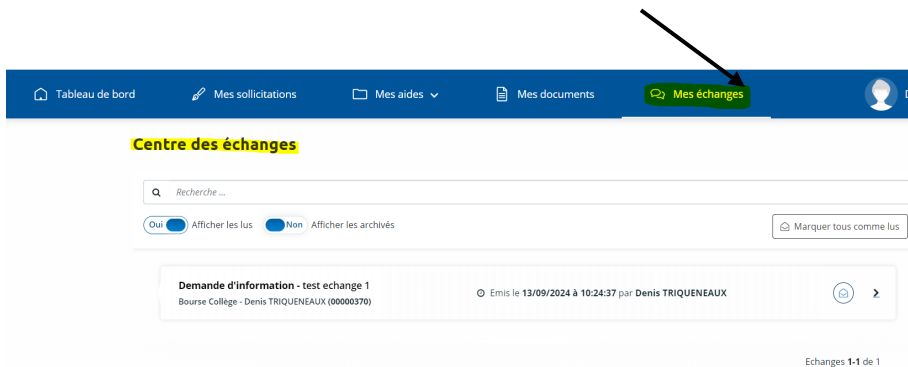 Tableau de bord Mes sollicitations Mes aides Mes documents Mes échanges D
Centre des échanges
Recherche ...
Oui Afficher les lus Non Afficher les archivés Marquer tous comme lus
Demande d'information - test echange 1
Bourse Collège - Denis TRIQUENEAUX (00000370)
Emis le 13/09/2024 à 10:24:37 par Denis TRIQUENEAUX
Echanges 1-1 de 1